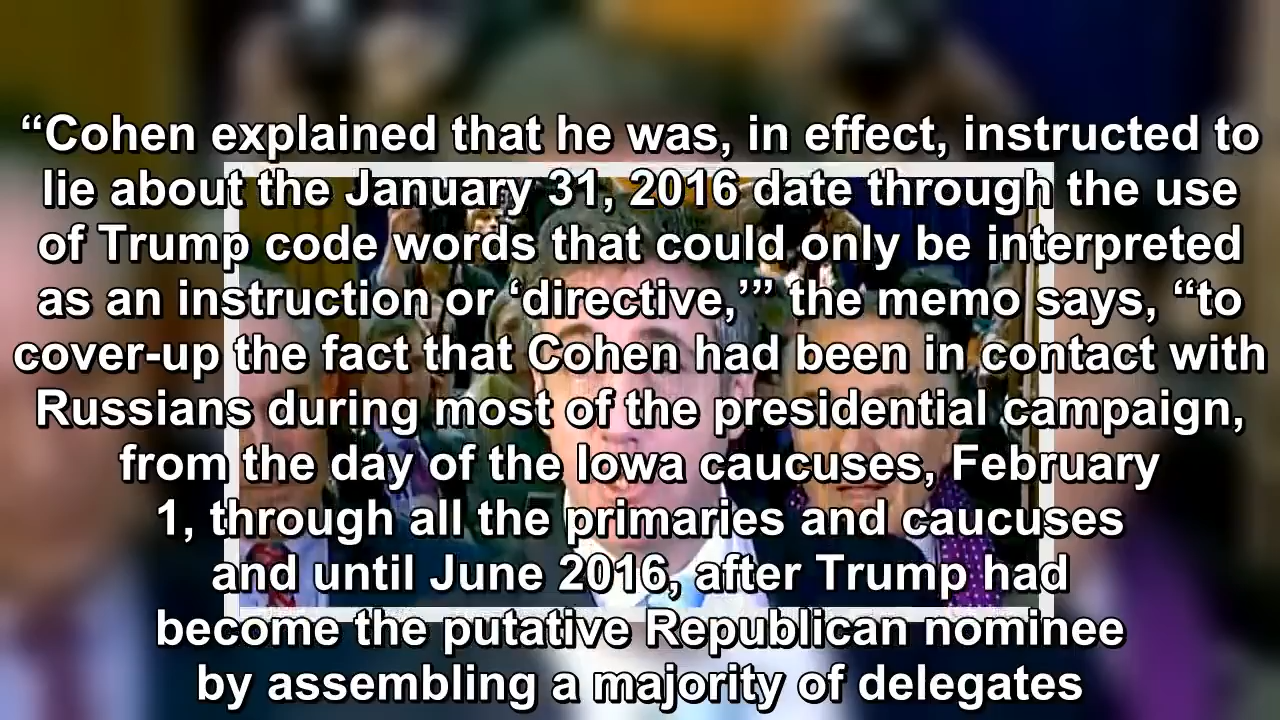 “Cohen explained that he was, in effect, instructed to
lie about the January 31, 2016 date through the use
of Trump code words that could only be interpreted
as an instruction or ‘directive,’” the memo says, “to
cover-up the fact that Cohen had been in contact with
Russians during most of the presidential campaign,
from the day of the Iowa caucuses, February
1, through all the primaries and caucuses
and until June 2016, after Trump had
become the putative Republican nominee
by assembling a majority of delegates